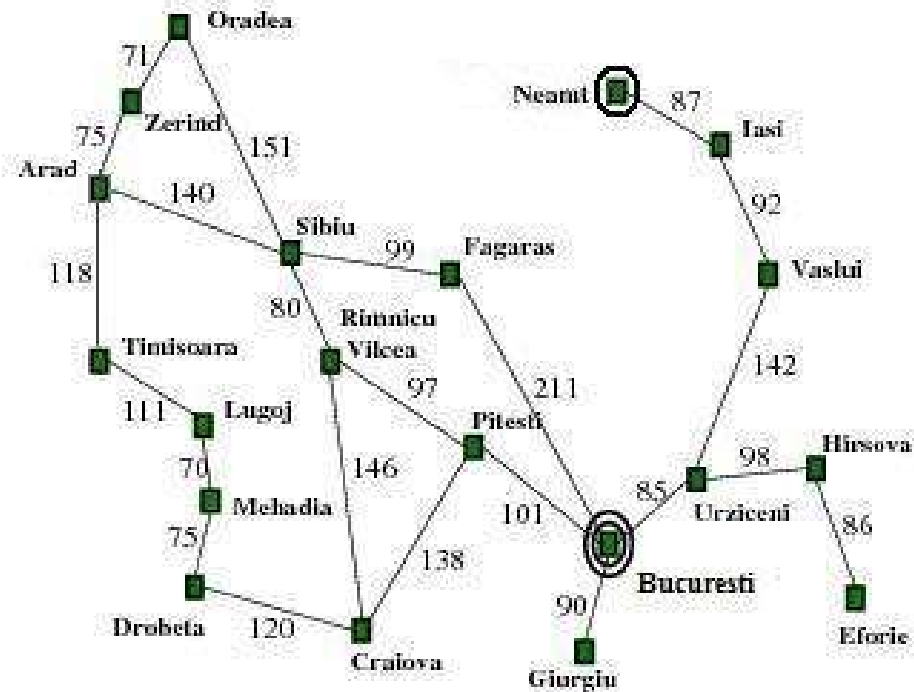 Oradea
71
Neamt
87
Zerind
Iasi
75
151
Arad
140
92
Sibiu
99
Fagaras
Vaslui
118
80
Rimnicu
Vilcea
Timisoara
97
142
211
111
Lugoj
Pitesti
Hirsova
98
70
146
85
Mehadia
101
Urziceni
86
75
138
Bucuresti
90
Drobeta
120
Eforie
Craiova
Giurgiu